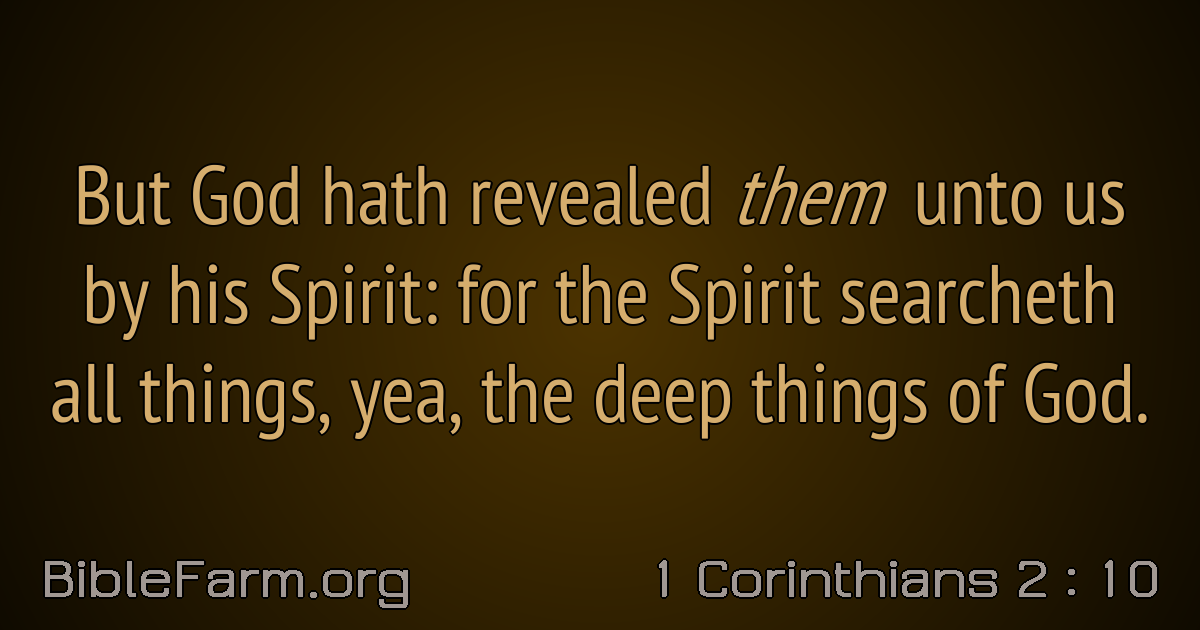 But God hath revealed them unto us
by his Spirit: for the Spirit searcheth
all things, yea, the deep things of God.
BibleFarm.org
1 Corinthians 2 : 10